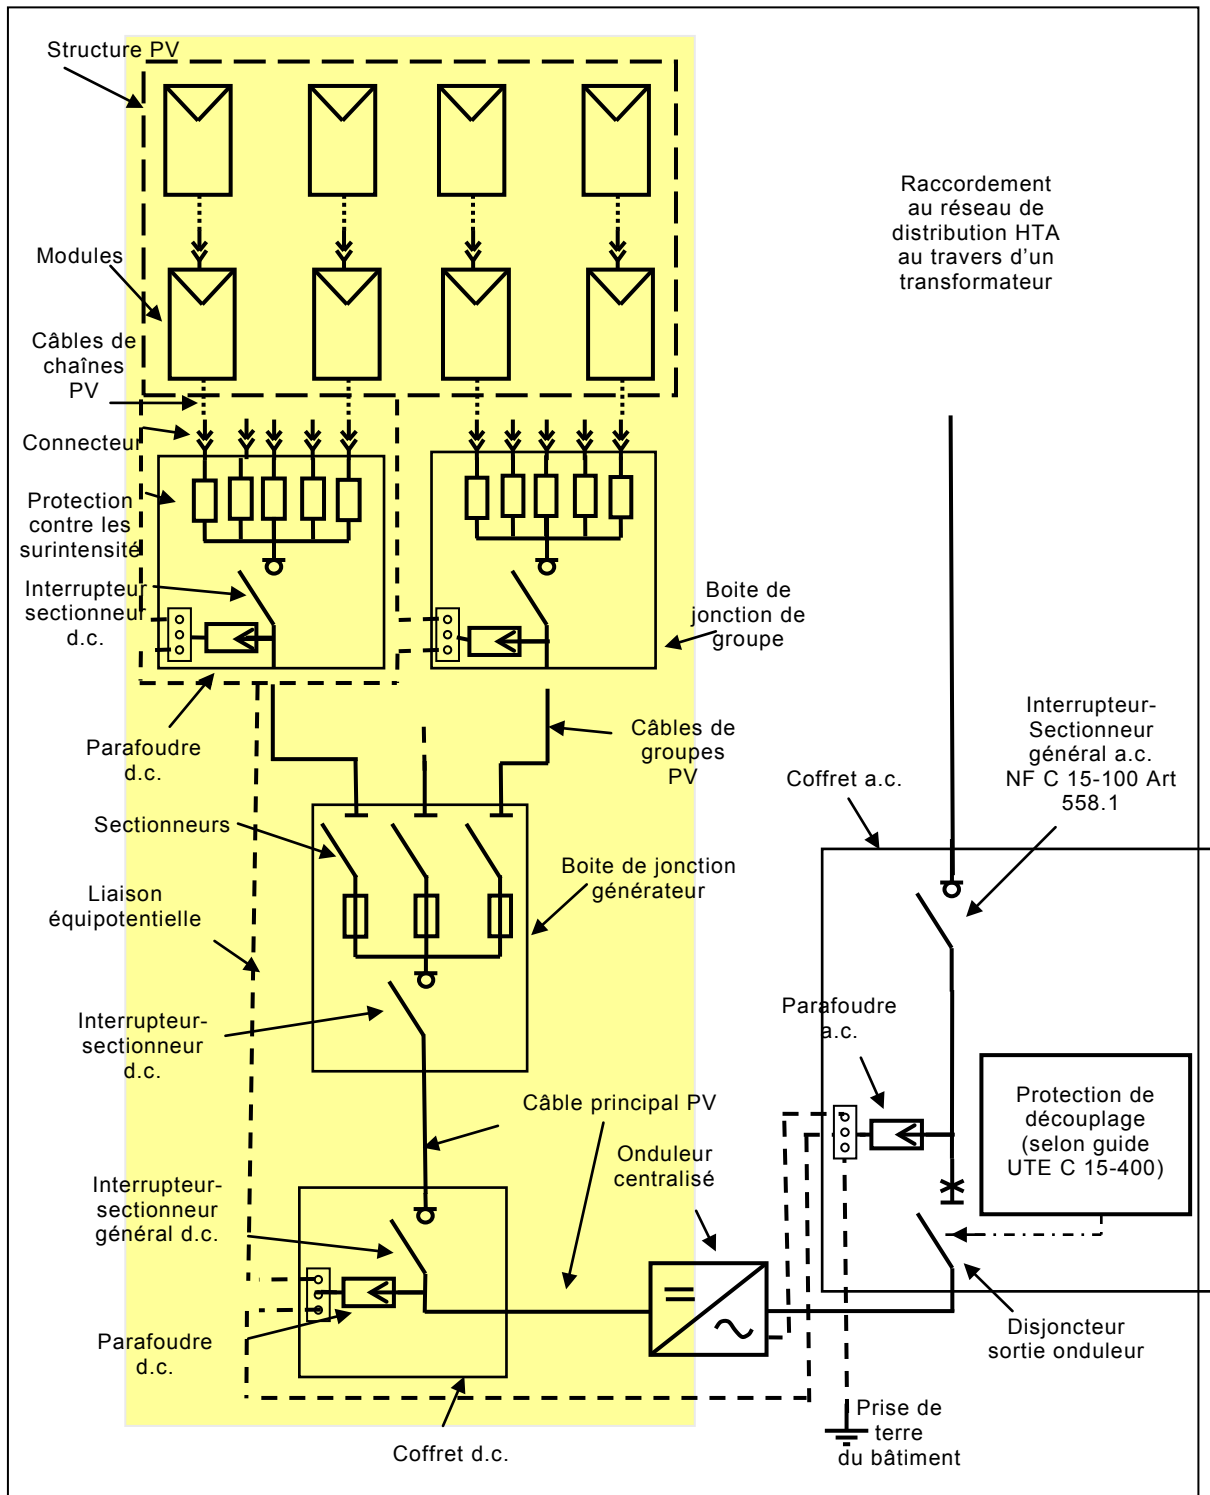 Structure PV
Modules
Câbles de
chaînes
PV
Connecteur
Protection
contre les
surintensité
Interrupteur
sectionneur
d.c.
Parafoudre
d.c.
Boite de
jonction de
groupe
Câbles de
groupes
PV
Sectionneurs
Boite de jonction
générateur
Liaison
équipotentielle
Interrupteur-
sectionneur
d.c.
Câble principal PV
Onduleur
centralisé
Interrupteur-
sectionneur
général d.c.
Parafoudre
d.c.
Coffret d.c.
Raccordement
au réseau de
distribution HTA
au travers d'un
transformateur
Interrupteur-
Sectionneur
général a.c.
NF C 15-100 Art
558.1
Coffret a.c.
Parafoudre
a.c.
Protection de
découplage
(selon guide
UTE C 15-400)
Disjoncteur
sortie onduleur
Prise de
terre
du bâtiment